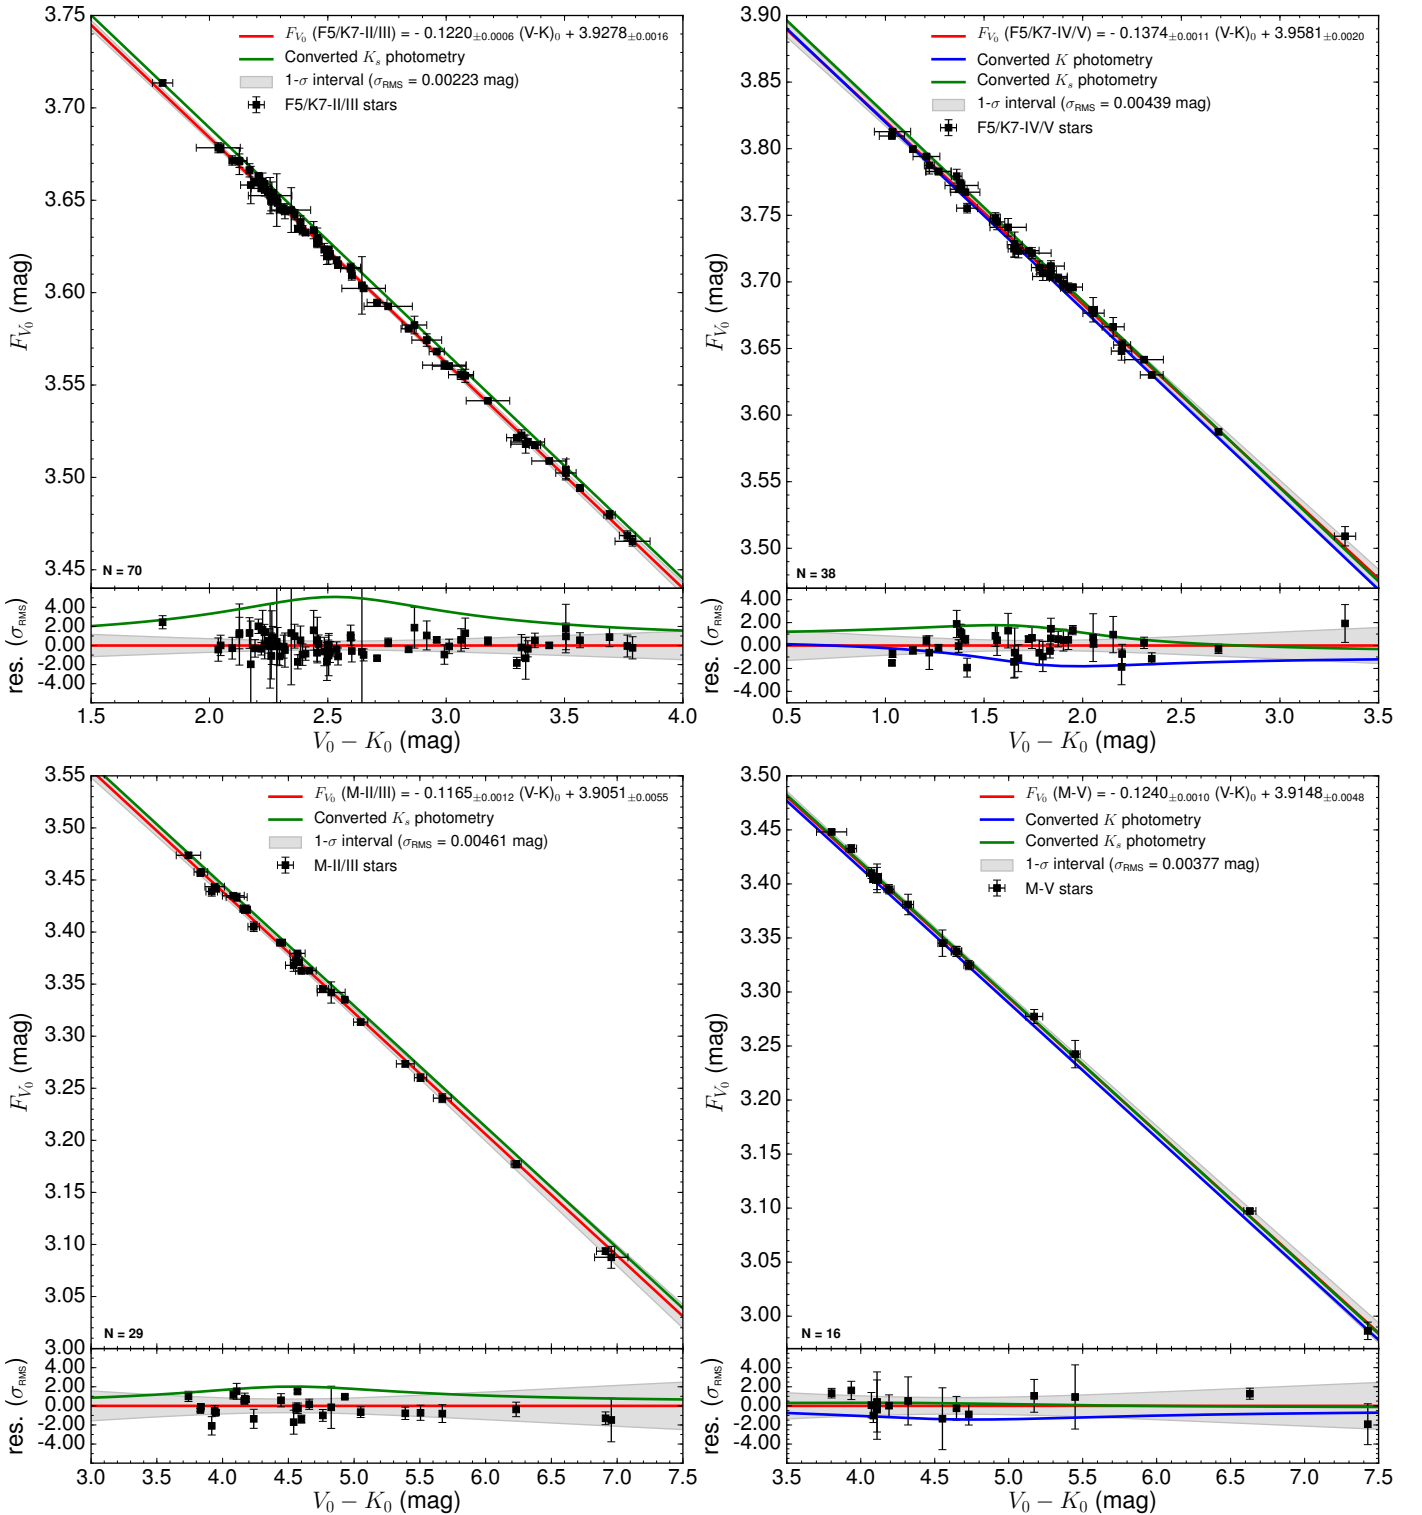 F_{V_0} (F5/K7-II/III) = - 0.1220±0.0006 (V-K)_0 + 3.9278±0.0016
Converted K_s photometry
1-σ interval (σ_RMS = 0.00223 mag)
F5/K7-II/III stars
3.75
3.70
3.65
3.60
3.55
3.50
3.45
F_{V_0} (mag)
N = 70
4.00
2.00
0.00
-2.00
-4.00
res. (σ_RMS)
1.5 2.0 2.5 3.0 3.5 4.0
V_0 − K_0 (mag)
F_{V_0} (F5/K7-IV/V) = - 0.1374±0.0011 (V-K)_0 + 3.9581±0.0020
Converted K photometry
Converted K_s photometry
1-σ interval (σ_RMS = 0.00439 mag)
F5/K7-IV/V stars
3.90
3.85
3.80
3.75
3.70
3.65
3.60
3.55
3.50
F_{V_0} (mag)
N = 38
4.00
2.00
0.00
-2.00
-4.00
res. (σ_RMS)
0.5 1.0 1.5 2.0 2.5 3.0 3.5
V_0 − K_0 (mag)
F_{V_0} (M-II/III) = - 0.1165±0.0012 (V-K)_0 + 3.9051±0.0055
Converted K_s photometry
1-σ interval (σ_RMS = 0.00461 mag)
M-II/III stars
3.55
3.50
3.45
3.40
3.35
3.30
3.25
3.20
3.15
3.10
3.05
3.00
F_{V_0} (mag)
N = 29
4.00
2.00
0.00
-2.00
-4.00
res. (σ_RMS)
3.0 3.5 4.0 4.5 5.0 5.5 6.0 6.5 7.0 7.5
V_0 − K_0 (mag)
F_{V_0} (M-V) = - 0.1240±0.0010 (V-K)_0 + 3.9148±0.0048
Converted K photometry
Converted K_s photometry
1-σ interval (σ_RMS = 0.00377 mag)
M-V stars
3.50
3.45
3.40
3.35
3.30
3.25
3.20
3.15
3.10
3.05
3.00
F_{V_0} (mag)
N = 16
4.00
2.00
0.00
-2.00
-4.00
res. (σ_RMS)
3.5 4.0 4.5 5.0 5.5 6.0 6.5 7.0 7.5
V_0 − K_0 (mag)